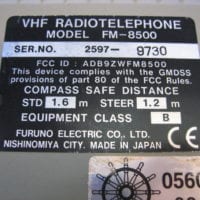 VHF RADIOTELEPHONE
MODEL FM-8500
SER.NO. 2597-9730
FCC ID : ADB9ZWFM8500
This device complies with the GMDSS
provisions of part 80 of the FCC Rules.
COMPASS SAFE DISTANCE
STD 1.6 m STEER 1.2 m
EQUIPMENT CLASS B
FURUNO ELECTRIC CO., LTD.
NISHINOMIYA CITY. MADE IN JAPAN
0560